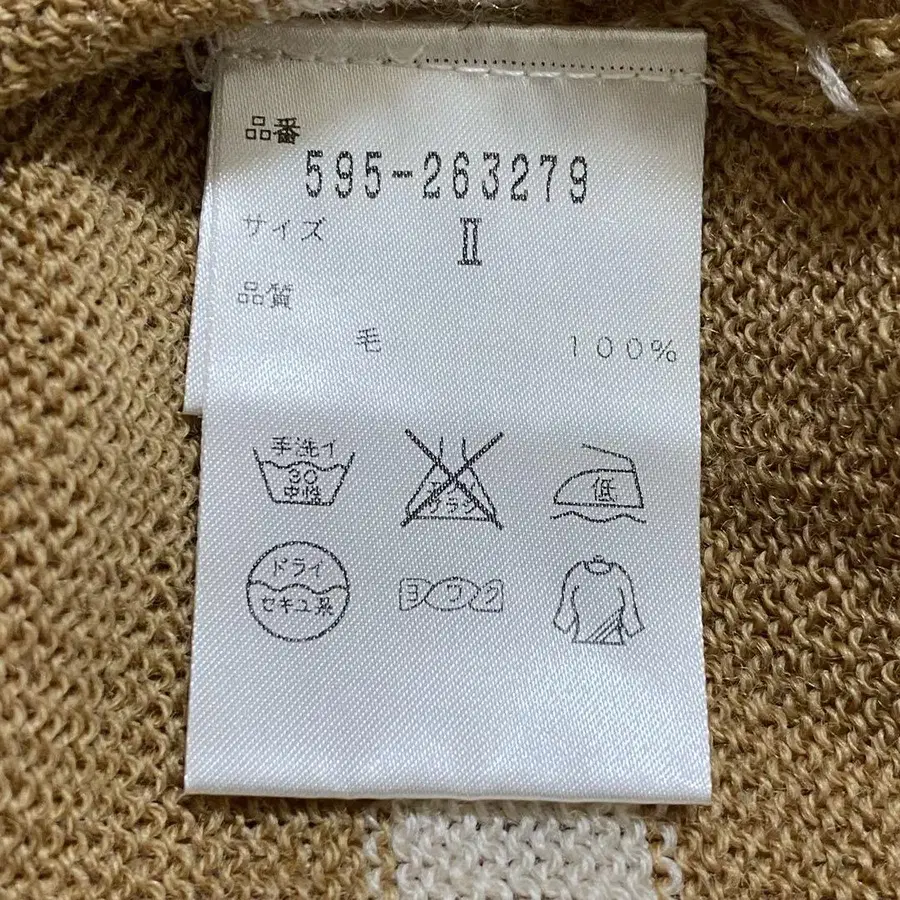 品番
595-263279
サイズ II
品質
毛 100%
手洗イ
30
中性
低
ドライ
セキユ系
ヨワク